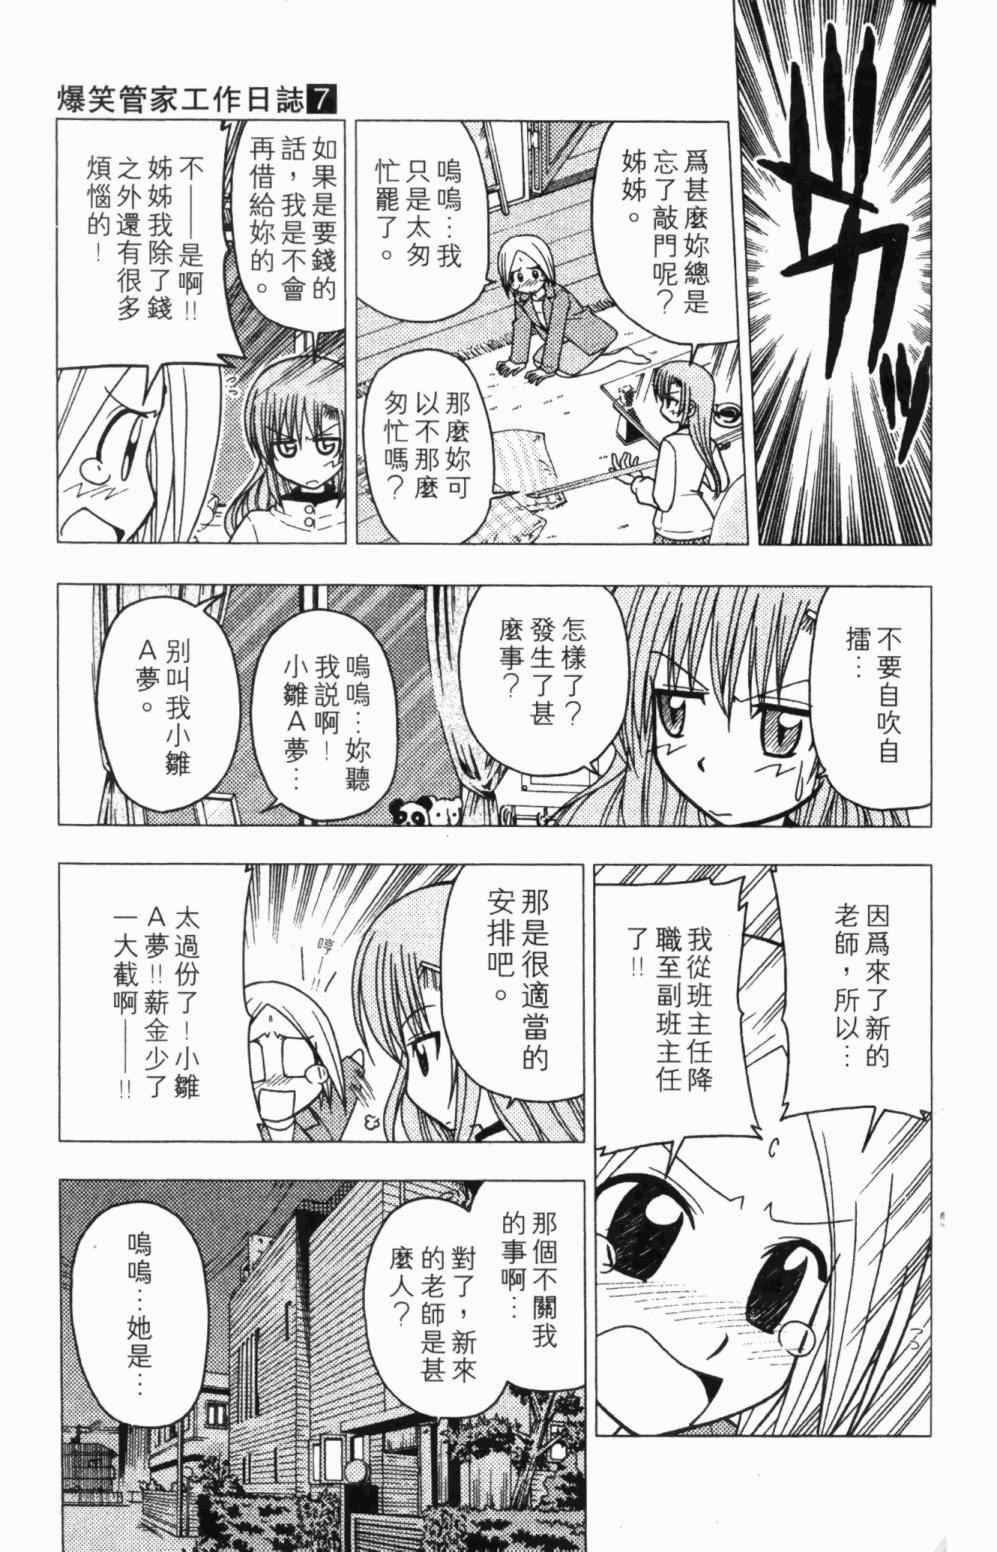 爆笑管家工作日誌7
爲甚麼妳總是
忘了敲門呢?
姊姊。
嗚嗚…我
只是太匆
忙罷了。
那麼妳可
以不那麼
匆忙嗎?
如果是要錢的
話,我是不會
再借給妳的。
不——是啊!!
姊姊我除了錢
之外還有很多
煩惱的!
不要自吹自
擂…
怎樣了?
發生了甚
麼事?
嗚嗚…妳聽
我説啊!
小雛A夢…
別叫我小雛
A夢。
因爲來了新的
老師,所以…
我從班主任降
職至副班主任
了!!
那是很適當的
安排吧。
哼
太過份了!小雛
A夢!!薪金少了
一大截啊——!!
那個不關我
的事啊…
對了,新來
的老師是甚
麼人?
嗚嗚…她是…